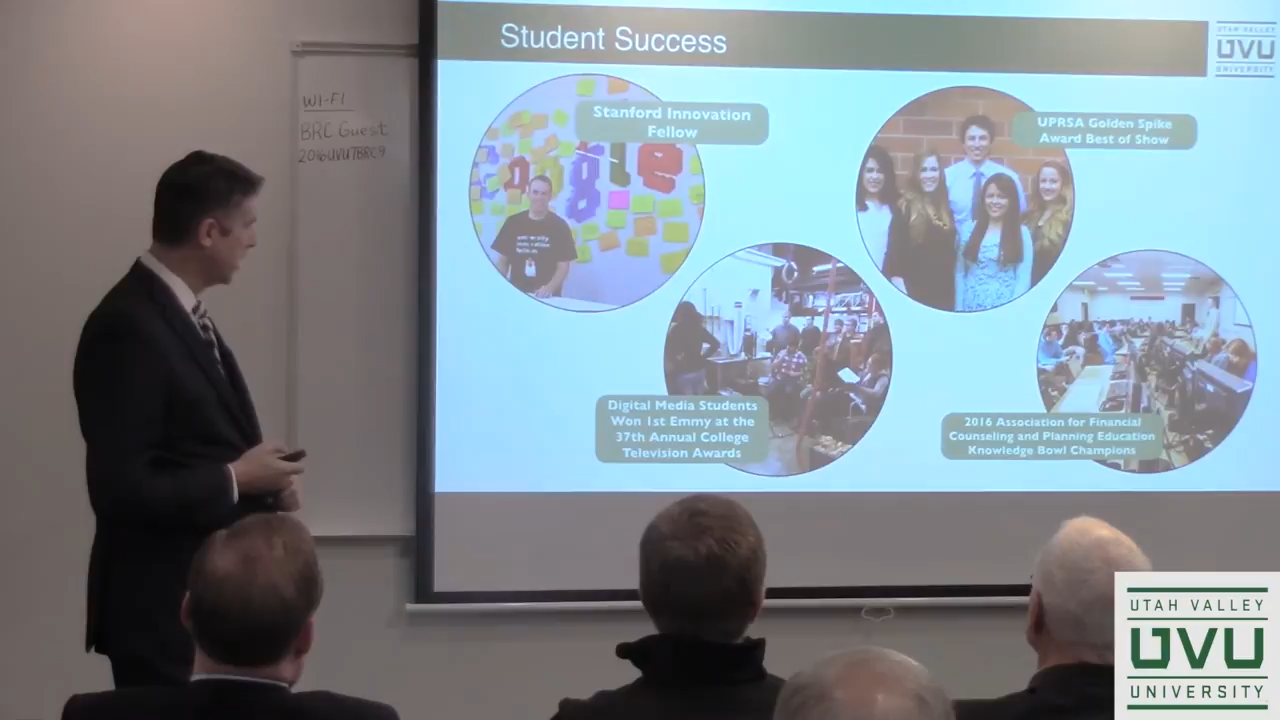 Student Success
UTAH VALLEY
UVU
UNIVERSITY
WI-FI
BRC Guest
2016UVU7BRC9
Stanford Innovation
Fellow
UPRSA Golden Spike
Award Best of Show
Digital Media Students
Won 1st Emmy at the
37th Annual College
Television Awards
2016 Association for Financial
Counseling and Planning Education
Knowledge Bowl Champions
UTAH VALLEY
UVU
UNIVERSITY